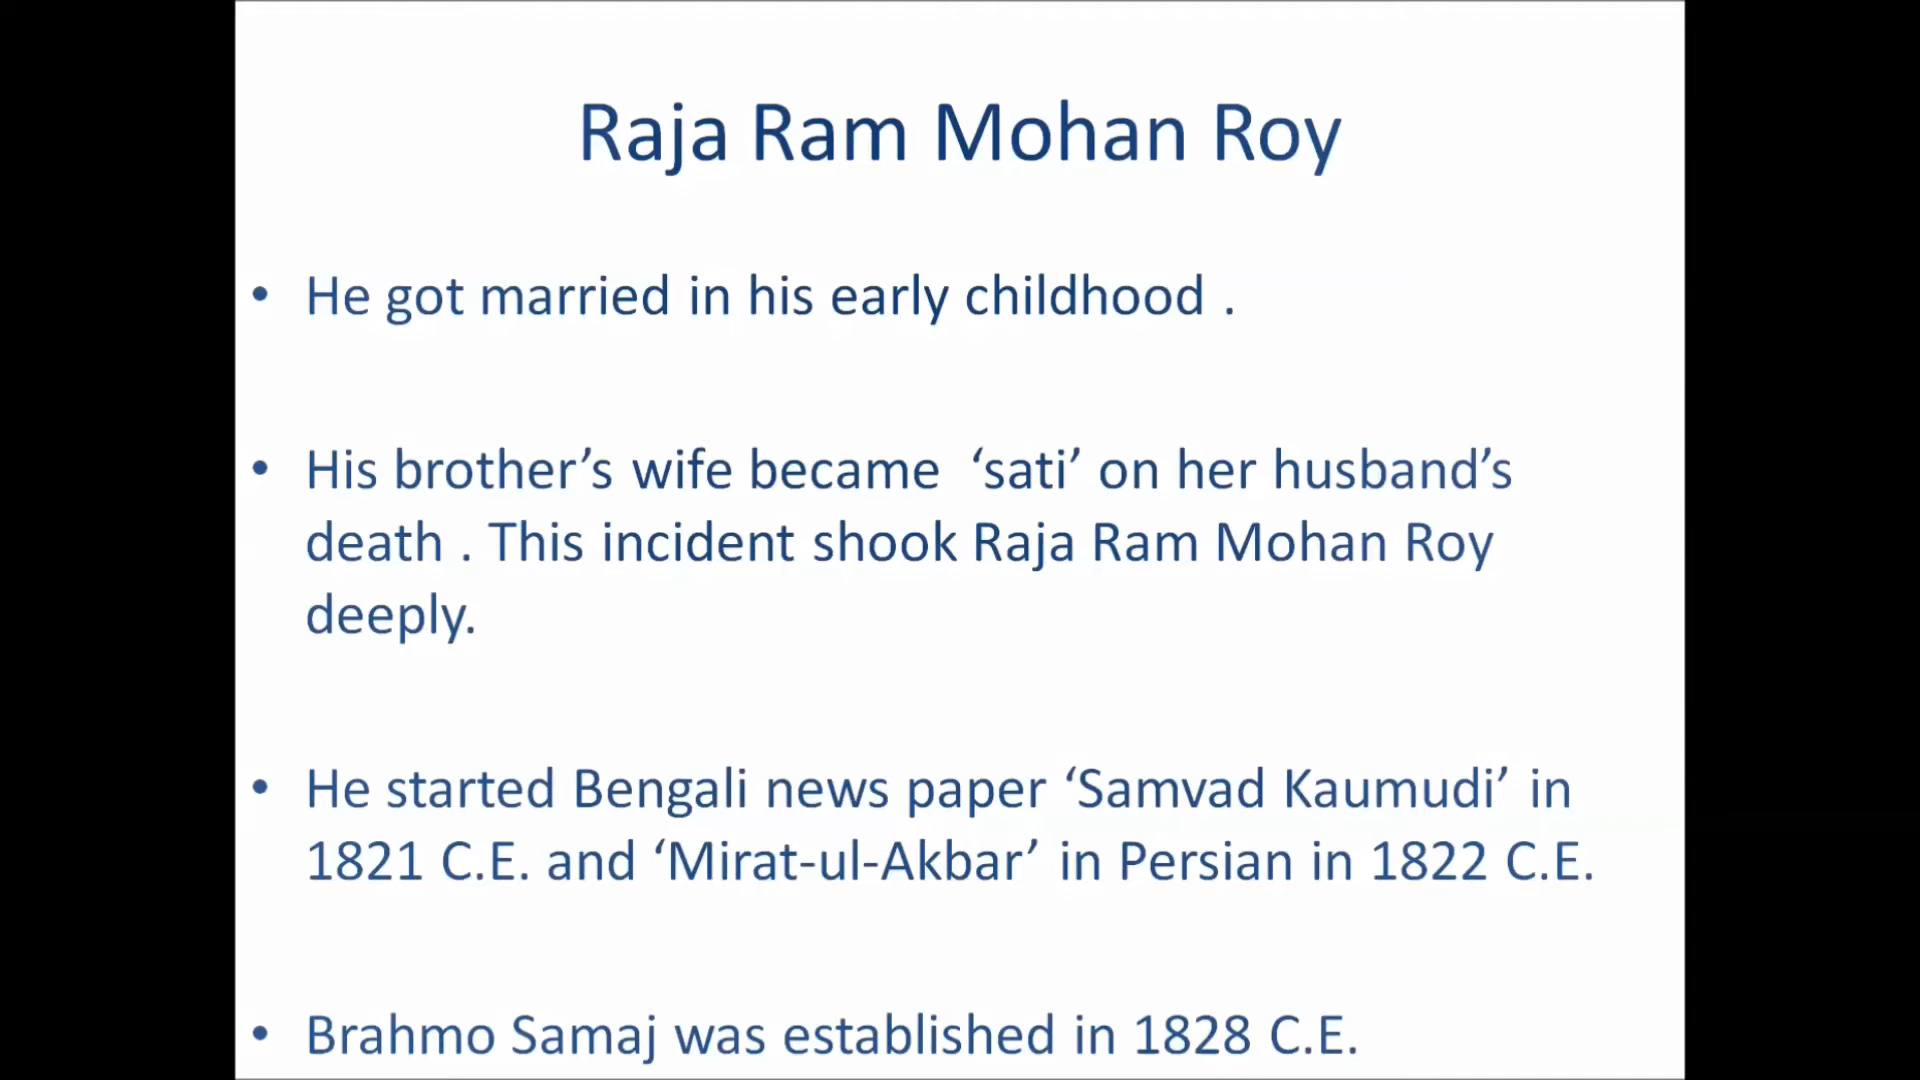 Raja Ram Mohan Roy
• He got married in his early childhood .
• His brother’s wife became ‘sati’ on her husband’s
death . This incident shook Raja Ram Mohan Roy
deeply.
• He started Bengali news paper ‘Samvad Kaumudi’ in
1821 C.E. and ‘Mirat-ul-Akbar’ in Persian in 1822 C.E.
• Brahmo Samaj was established in 1828 C.E.